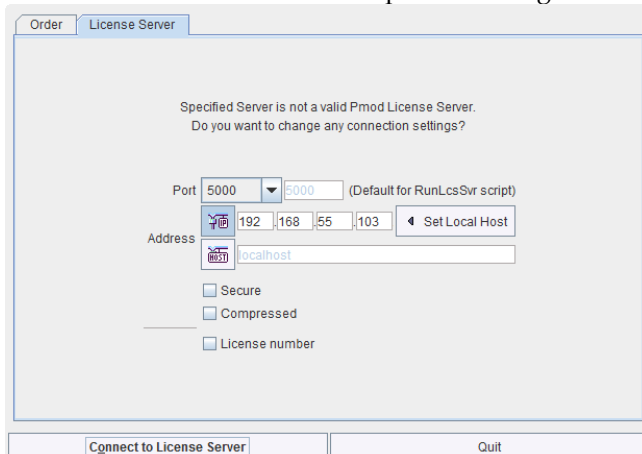 Order License Server
Specified Server is not a valid Pmod License Server.
Do you want to change any connection settings?
Port 5000 5000 (Default for RunLcsSvr script)
IP 192 .168 .55 .103 Set Local Host
Address
HOST localhost
Secure
Compressed
License number
Connect to License Server Quit